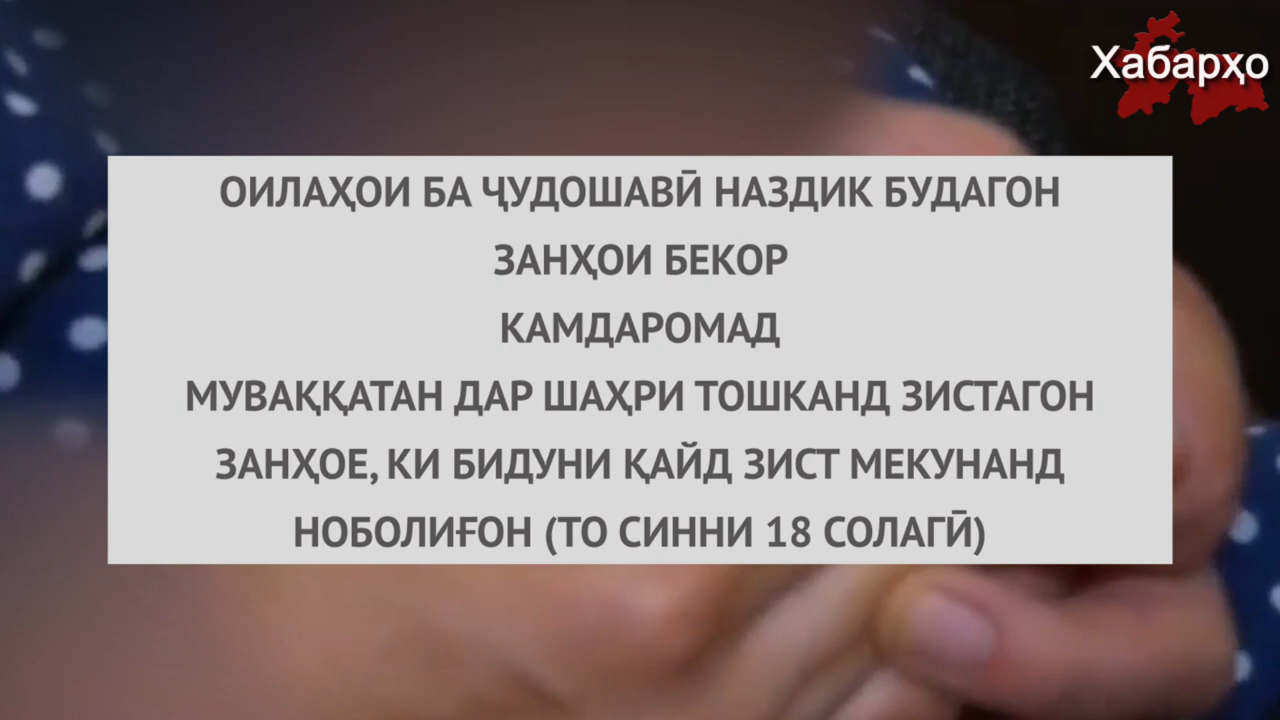 Хабарҳо
ОИЛАҲОИ БА ҶУДОШАВӢ НАЗДИК БУДАГОН
ЗАНҲОИ БЕКОР
КАМДАРОМАД
МУВАҚҚАТАН ДАР ШАҲРИ ТОШКАНД ЗИСТАГОН
ЗАНҲОЕ, КИ БИДУНИ ҚАЙД ЗИСТ МЕКУНАНД
НОБОЛИҒОН (ТО СИННИ 18 СОЛАГӢ)